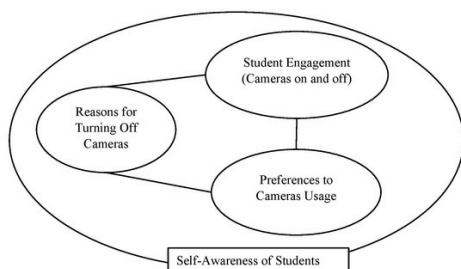 Student Engagement
(Cameras on and off)
Reasons for
Turning Off
Cameras
Preferences to
Cameras Usage
Self-Awareness of Students